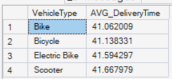 VehicleType AVG_DeliveryTime
1 Bike 41.062009
2 Bicycle 41.138331
3 Electric Bike 41.594297
4 Scooter 41.667979